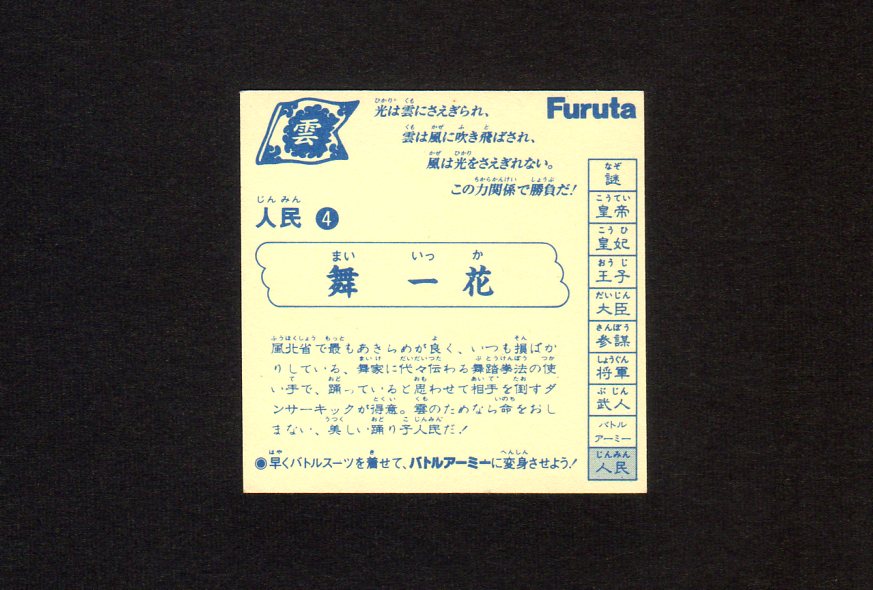 雲
光は雲にさえぎられ、
雲は風に吹き飛ばされ、
風は光をさえぎれない。
この力関係で勝負だ!
Furuta
人民 4
舞 一 花
風北省で最もあきらめが良く、いつも損ばか
りしている、舞家に代々伝わる舞踏拳法の使
い手で、踊っていると思わせて相手を倒すダ
ンサーキックが得意。雲のためなら命をおし
まない、美しい踊り子人民だ!
●早くバトルスーツを着せて、バトルアーミーに変身させよう!
謎
皇帝
皇妃
王子
大臣
参謀
将軍
武人
バトル
アーミー
人民